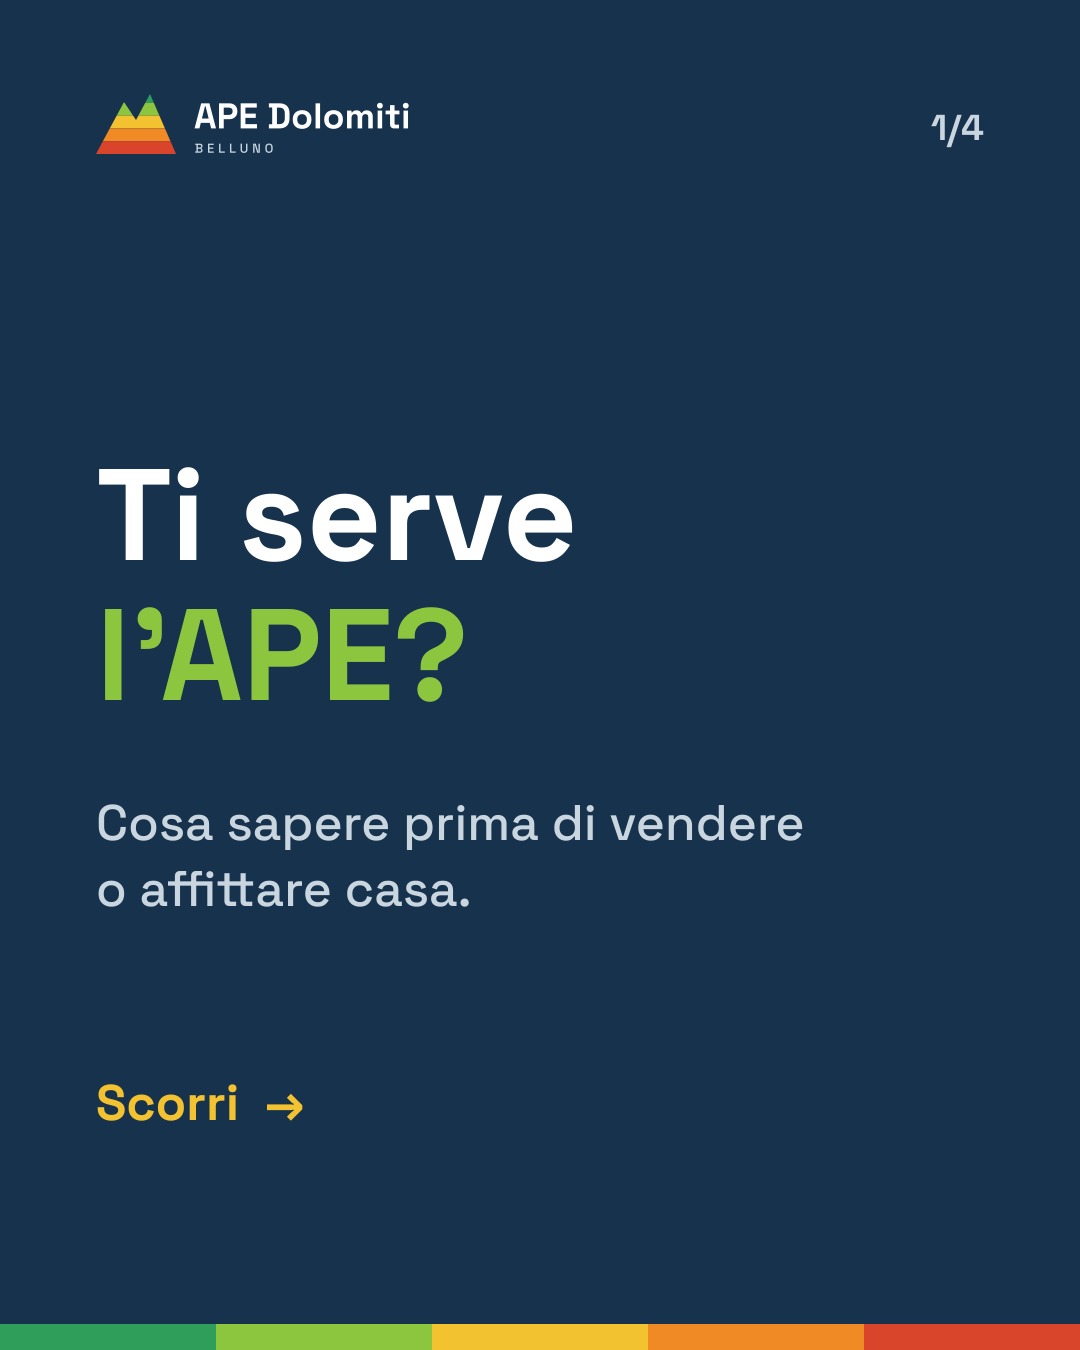 APE Dolomiti
BELLUNO
1/4
Ti serve
l’APE?
Cosa sapere prima di vendere
o affittare casa.
Scorri →